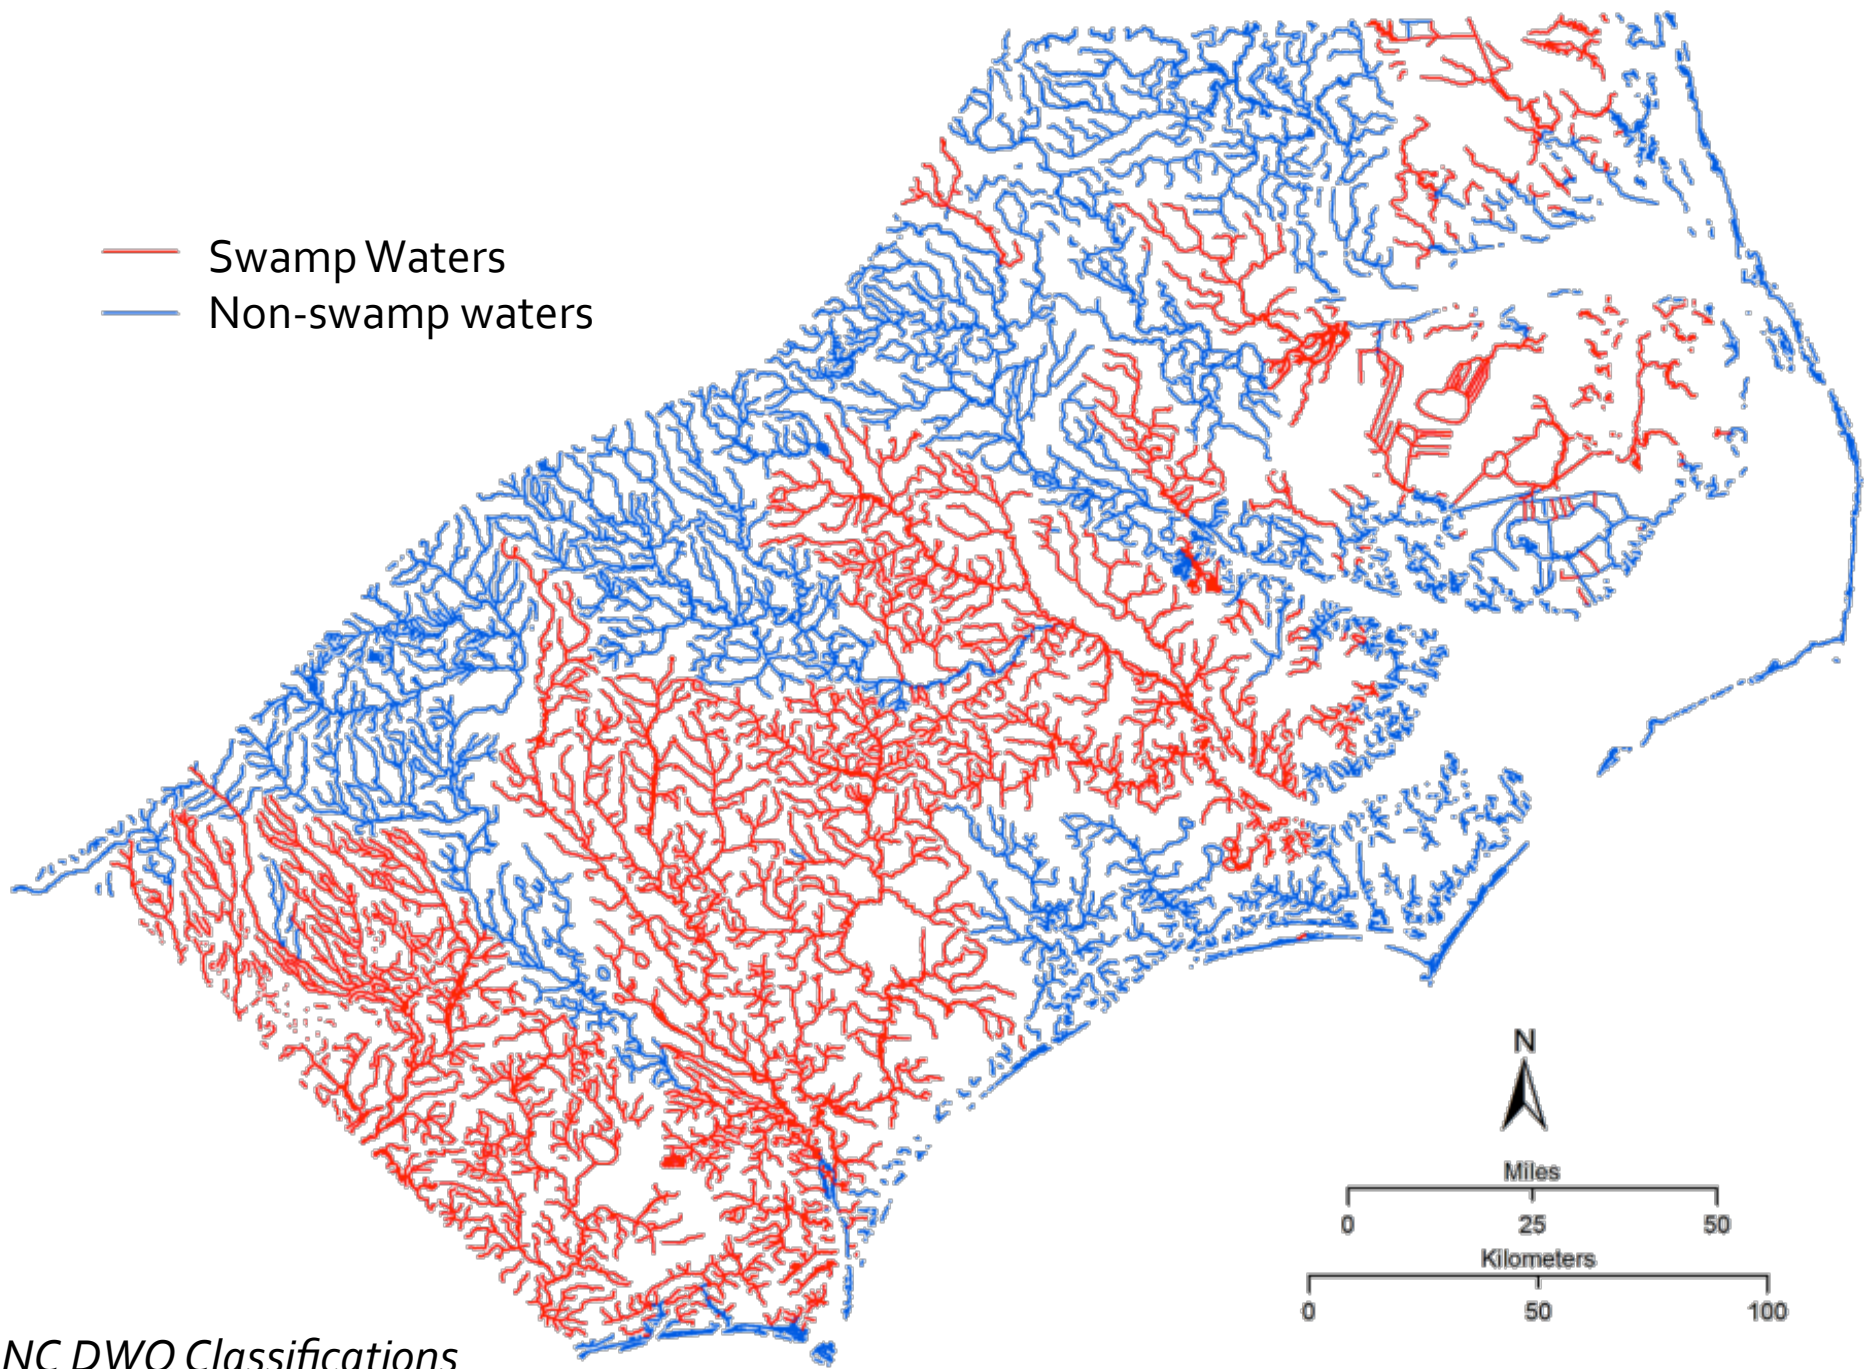 Swamp Waters
Non-swamp waters
N
Miles
0 25 50
Kilometers
0 50 100
NC DWQ Classifications